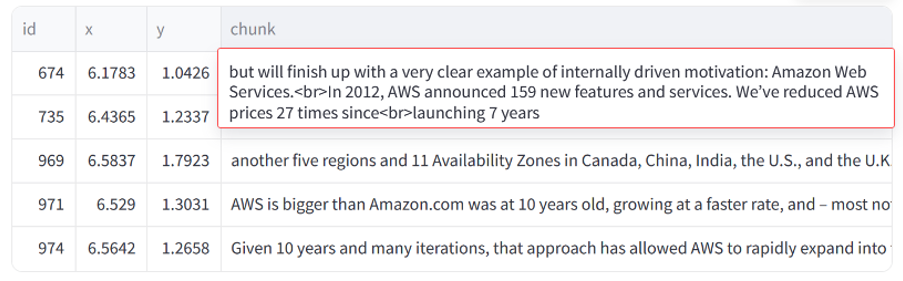 id x y chunk
674 6.1783 1.0426 but will finish up with a very clear example of internally driven motivation: Amazon Web
Services.<br>In 2012, AWS announced 159 new features and services. We’ve reduced AWS
735 6.4365 1.2337 prices 27 times since<br>launching 7 years
969 6.5837 1.7923 another five regions and 11 Availability Zones in Canada, China, India, the U.S., and the U.K
971 6.529 1.3031 AWS is bigger than Amazon.com was at 10 years old, growing at a faster rate, and – most
974 6.5642 1.2658 Given 10 years and many iterations, that approach has allowed AWS to rapidly expand into